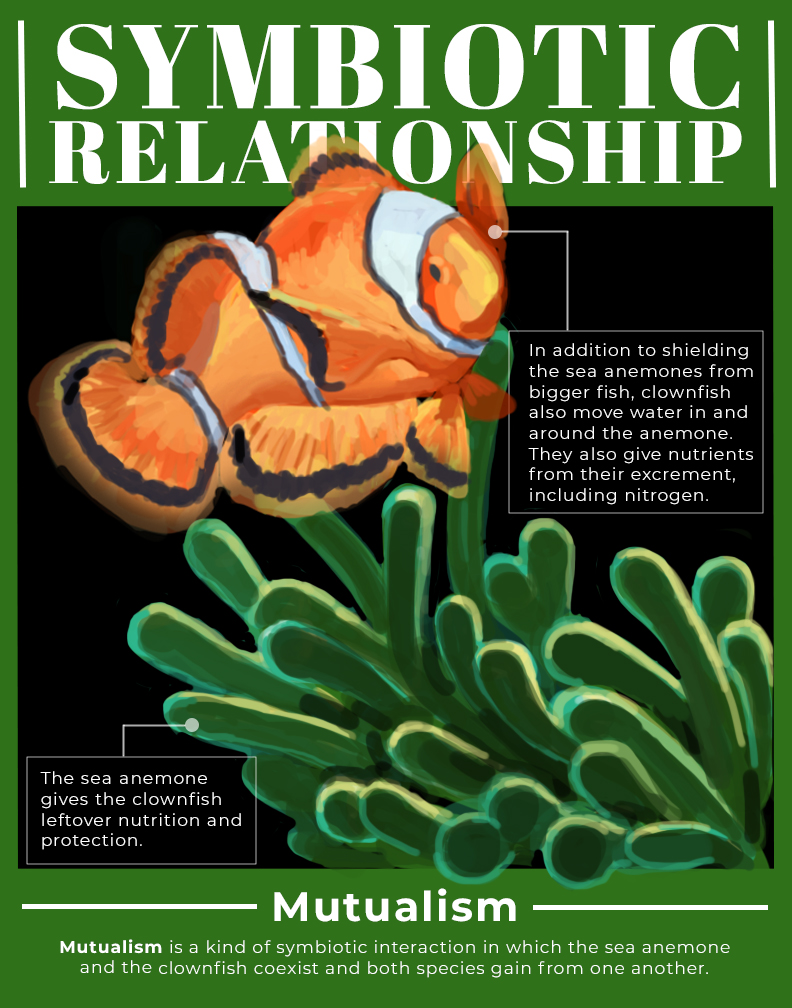 SYMBIOTIC
RELATIONSHIP
In addition to shielding
the sea anemones from
bigger fish, clownfish
also move water in and
around the anemone.
They also give nutrients
from their excrement,
including nitrogen.
The sea anemone
gives the clownfish
leftover nutrition and
protection.
Mutualism
Mutualism is a kind of symbiotic interaction in which the sea anemone
and the clownfish coexist and both species gain from one another.